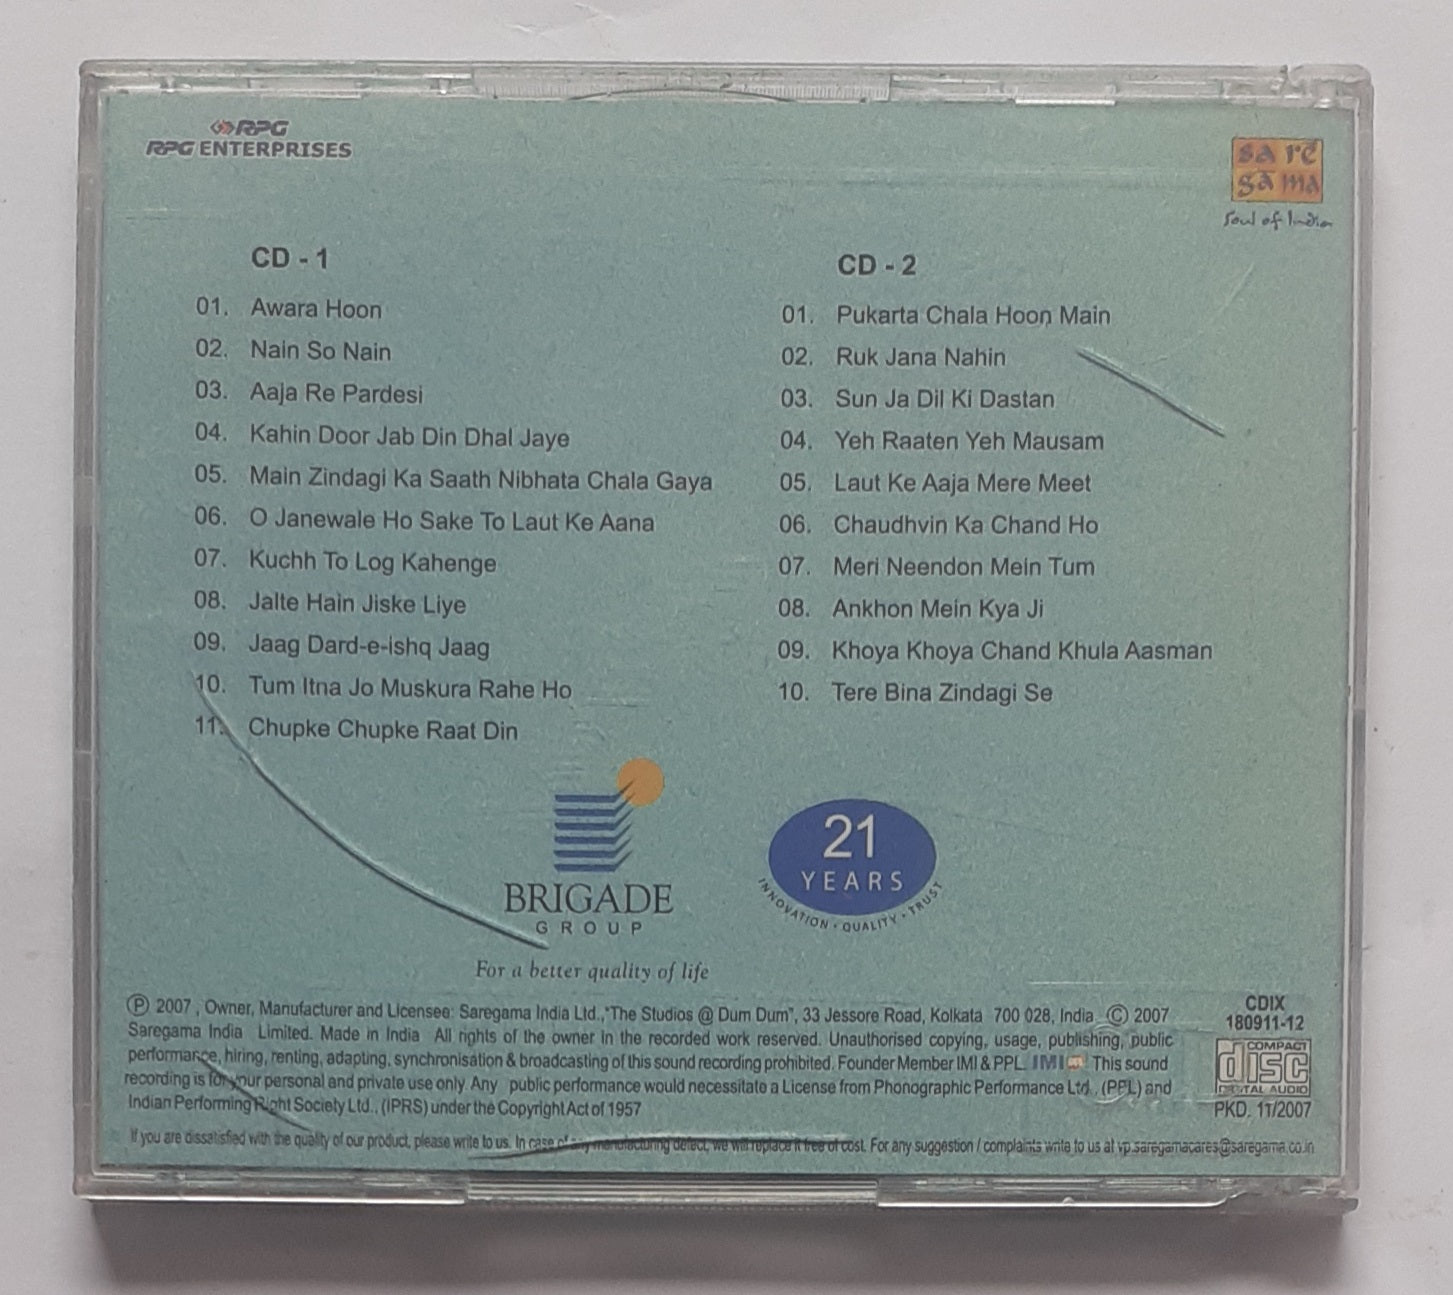 RPG
RPG ENTERPRISES
sa re
ga ma
Soul of India
CD - 1
01. Awara Hoon
02. Nain So Nain
03. Aaja Re Pardesi
04. Kahin Door Jab Din Dhal Jaye
05. Main Zindagi Ka Saath Nibhata Chala Gaya
06. O Janewale Ho Sake To Laut Ke Aana
07. Kuchh To Log Kahenge
08. Jalte Hain Jiske Liye
09. Jaag Dard-e-ishq Jaag
10. Tum Itna Jo Muskura Rahe Ho
11. Chupke Chupke Raat Din
CD - 2
01. Pukarta Chala Hoon Main
02. Ruk Jana Nahin
03. Sun Ja Dil Ki Dastan
04. Yeh Raaten Yeh Mausam
05. Laut Ke Aaja Mere Meet
06. Chaudhvin Ka Chand Ho
07. Meri Neendon Mein Tum
08. Ankhon Mein Kya Ji
09. Khoya Khoya Chand Khula Aasman
10. Tere Bina Zindagi Se
BRIGADE
GROUP
For a better quality of life
21
YEARS
INNOVATION • QUALITY • TRUST
Ⓟ 2007, Owner, Manufacturer and Licensee: Saregama India Ltd., "The Studios @ Dum Dum", 33 Jessore Road, Kolkata 700 028, India © 2007
Saregama India Limited. Made in India All rights of the owner in the recorded work reserved. Unauthorised copying, usage, publishing, public
performance, hiring, renting, adapting, synchronisation & broadcasting of this sound recording prohibited. Founder Member IMI & PPL. IMI This sound
recording is for your personal and private use only. Any public performance would necessitate a License from Phonographic Performance Ltd., (PPL) and
Indian Performing Right Society Ltd., (IPRS) under the Copyright Act of 1957
If you are dissatisfied with the quality of our product, please write to us. In case of any manufacturing defect, we will replace it free of cost. For any suggestion / complaints write to us at vp.saregamacares@saregama.co.in
CDIX
180911-12
COMPACT
disc
DIGITAL AUDIO
PKD. 11/2007